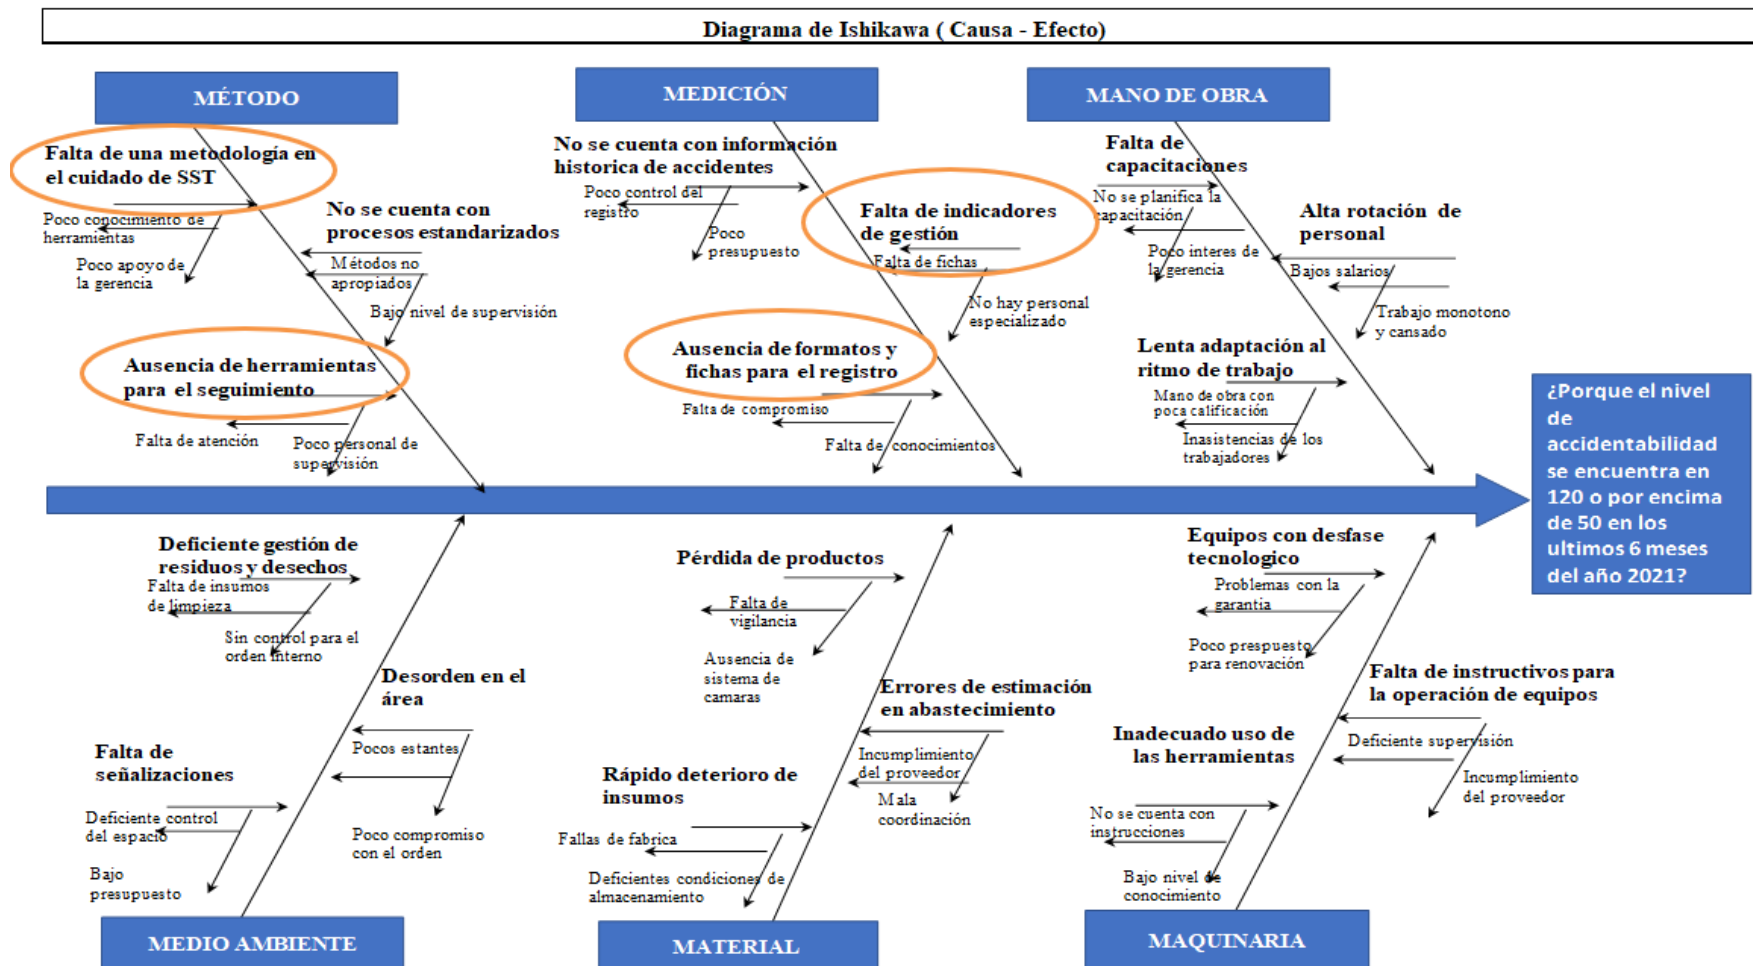 Diagrama de Ishikawa ( Causa - Efecto)
MÉTODO
MEDICIÓN
MANO DE OBRA
Falta de una metodología en
el cuidado de SST
Poco conocimiento de
herramientas
Poco apoyo de
la gerencia
No se cuenta con
procesos estandarizados
Métodos no
apropiados
Bajo nivel de supervisión
Ausencia de herramientas
para el seguimiento
Falta de atención
Poco personal de
supervisión
No se cuenta con información
historica de accidentes
Poco control del
registro
Poco
presupuesto
Falta de indicadores
de gestión
Falta de fichas
No hay personal
especializado
Ausencia de formatos y
fichas para el registro
Falta de compromiso
Falta de conocimientos
Falta de
capacitaciones
No se planifica la
capacitación
Poco interes de
la gerencia
Alta rotación de
personal
Bajos salarios
Trabajo monotono
y cansado
Lenta adaptación al
ritmo de trabajo
Mano de obra con
poca calificación
Inasistencias de los
trabajadores
¿Porque el nivel
de
accidentabilidad
se encuentra en
120 o por encima
de 50 en los
ultimos 6 meses
del año 2021?
Deficiente gestión de
residuos y desechos
Falta de insumos
de limpieza
Sin control para el
orden interno
Desorden en el
área
Pocos estantes
Poco compromiso
con el orden
Falta de
señalizaciones
Deficiente control
del espacio
Bajo
presupuesto
Pérdida de productos
Falta de
vigilancia
Ausencia de
sistema de
camaras
Errores de estimación
en abastecimiento
Incumplimiento
del proveedor
Mala
coordinación
Rápido deterioro de
insumos
Fallas de fabrica
Deficientes condiciones de
almacenamiento
Equipos con desfase
tecnologico
Problemas con la
garantia
Poco prespuesto
para renovación
Falta de instructivos para
la operación de equipos
Deficiente supervisión
Incumplimiento
del proveedor
Inadecuado uso de
las herramientas
No se cuenta con
instrucciones
Bajo nivel de
conocimiento
MEDIO AMBIENTE
MATERIAL
MAQUINARIA